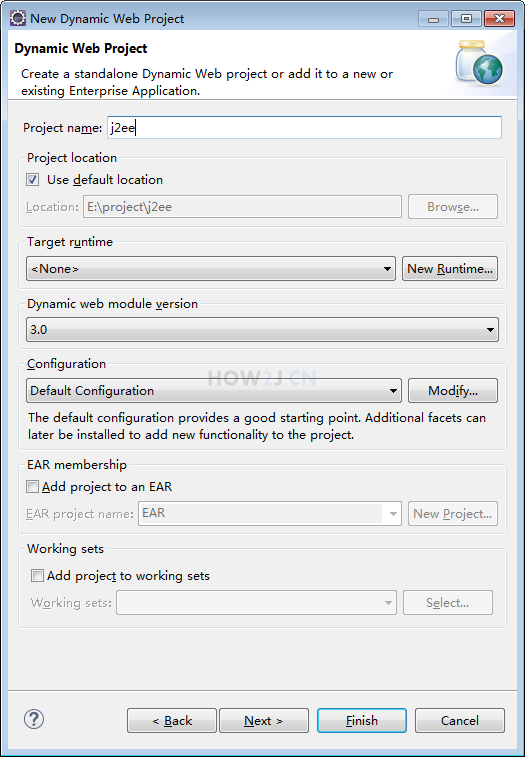 New Dynamic Web Project
Dynamic Web Project
Create a standalone Dynamic Web project or add it to a new or
existing Enterprise Application.
Project name: j2ee
Project location
Use default location
Location: E:\project\j2ee Browse...
Target runtime
<None> New Runtime...
Dynamic web module version
3.0
Configuration
HOW2J.CN
Default Configuration Modify...
The default configuration provides a good starting point. Additional facets can
later be installed to add new functionality to the project.
EAR membership
Add project to an EAR
EAR project name: EAR New Project...
Working sets
Add project to working sets
Working sets: Select...
? < Back Next > Finish Cancel